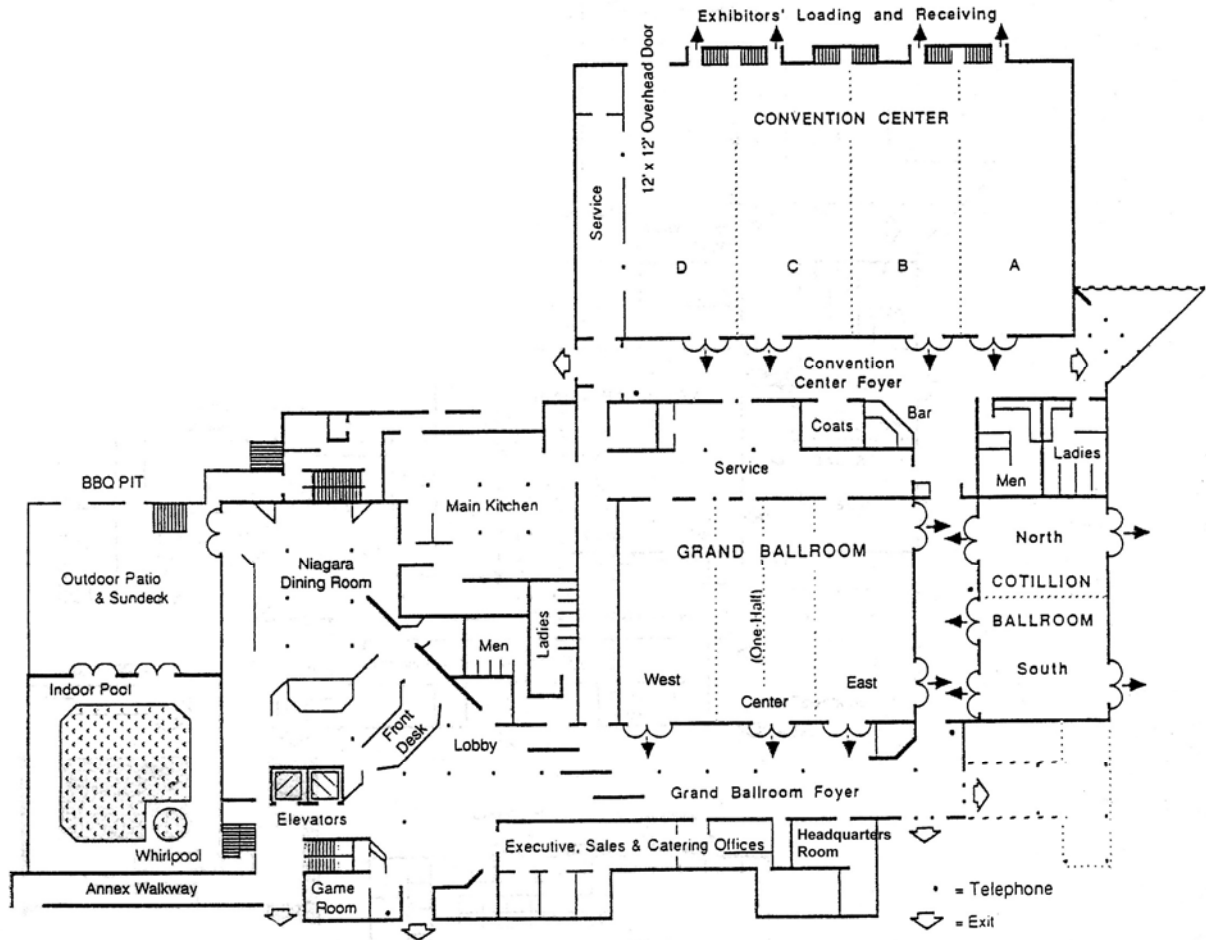 Exhibitors' Loading and Receiving
12' x 12' Overhead Door
CONVENTION CENTER
Service
D
C
B
A
Convention
Center Foyer
Bar
Coats
Ladies
Men
Service
BBQ PIT
Main Kitchen
North
GRAND BALLROOM
Niagara
Dining Room
COTILLION
Outdoor Patio
& Sundeck
(One-Half)
BALLROOM
Ladies
Men
West
East
South
Indoor Pool
Center
Front
Desk
Lobby
Grand Ballroom Foyer
Elevators
Executive, Sales & Catering Offices
Headquarters
Room
Whirlpool
Annex Walkway
Game
Room
• = Telephone
= Exit